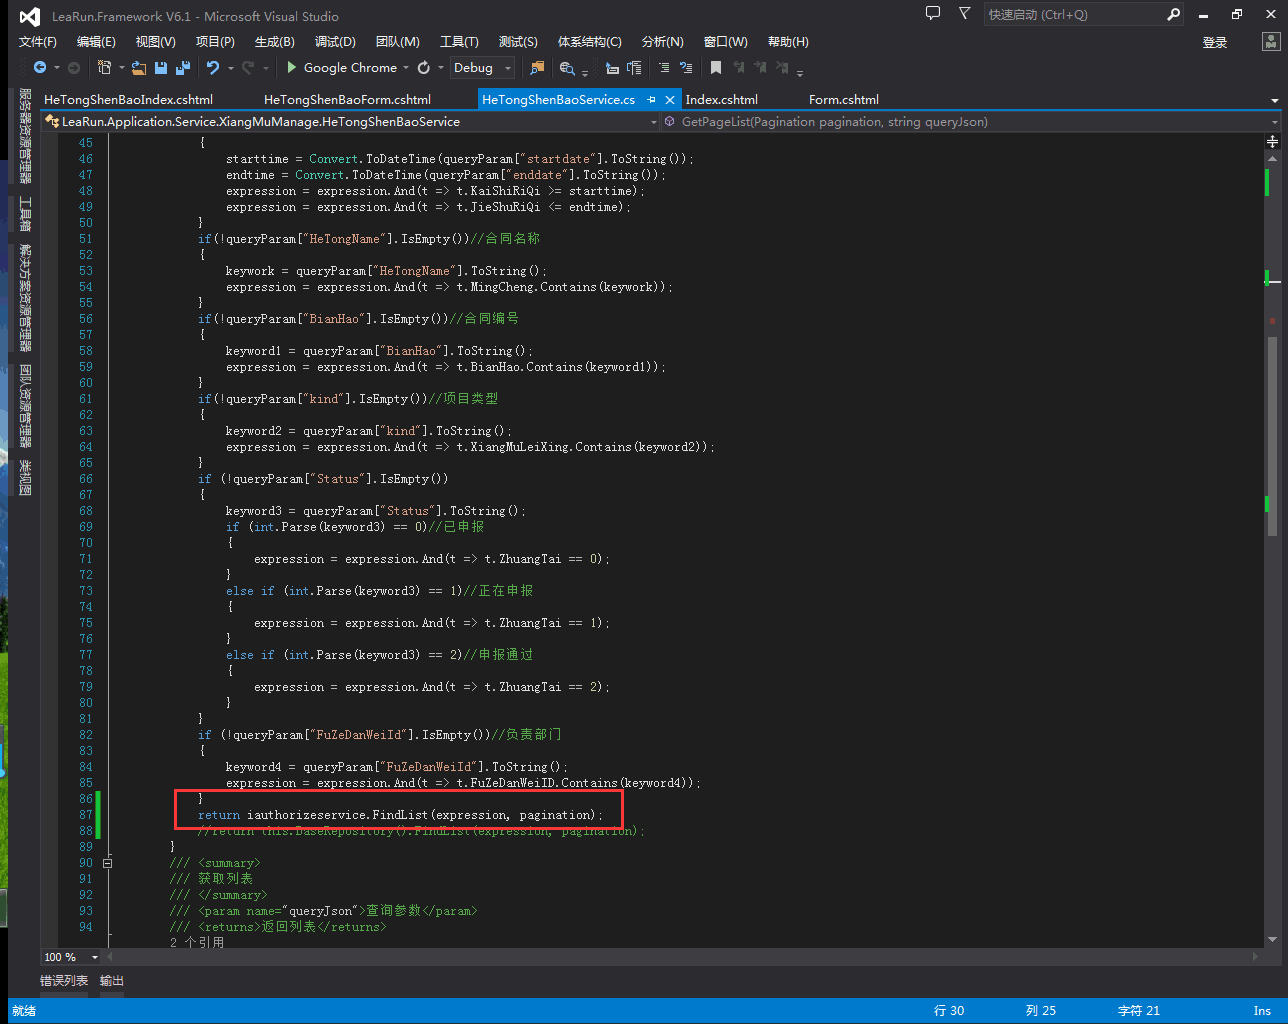 LeaRun.Framework V6.1 - Microsoft Visual Studio
快速启动 (Ctrl+Q)
文件(F) 编辑(E) 视图(V) 项目(P) 生成(B) 调试(D) 团队(M) 工具(T) 测试(S) 体系结构(C) 分析(N) 窗口(W) 帮助(H)
登录
Google Chrome Debug
HeTongShenBaoIndex.cshtml HeTongShenBaoForm.cshtml HeTongShenBaoService.cs Index.cshtml Form.cshtml
LeaRun.Application.Service.XiangMuManage.HeTongShenBaoService GetPageList(Pagination pagination, string queryJson)
服务器资源管理器
工具箱
解决方案资源管理器
团队资源管理器
类视图
45 {
46 starttime = Convert.ToDateTime(queryParam["startdate"].ToString());
47 endtime = Convert.ToDateTime(queryParam["enddate"].ToString());
48 expression = expression.And(t => t.KaiShiRiQi >= starttime);
49 expression = expression.And(t => t.JieShuRiQi <= endtime);
50 }
51 if(!queryParam["HeTongName"].IsEmpty())//合同名称
52 {
53 keywork = queryParam["HeTongName"].ToString();
54 expression = expression.And(t => t.MingCheng.Contains(keywork));
55 }
56 if(!queryParam["BianHao"].IsEmpty())//合同编号
57 {
58 keyword1 = queryParam["BianHao"].ToString();
59 expression = expression.And(t => t.BianHao.Contains(keyword1));
60 }
61 if(!queryParam["kind"].IsEmpty())//项目类型
62 {
63 keyword2 = queryParam["kind"].ToString();
64 expression = expression.And(t => t.XiangMuLeiXing.Contains(keyword2));
65 }
66 if (!queryParam["Status"].IsEmpty())
67 {
68 keyword3 = queryParam["Status"].ToString();
69 if (int.Parse(keyword3) == 0)//已申报
70 {
71 expression = expression.And(t => t.ZhuangTai == 0);
72 }
73 else if (int.Parse(keyword3) == 1)//正在申报
74 {
75 expression = expression.And(t => t.ZhuangTai == 1);
76 }
77 else if (int.Parse(keyword3) == 2)//申报通过
78 {
79 expression = expression.And(t => t.ZhuangTai == 2);
80 }
81 }
82 if (!queryParam["FuZeDanWeiId"].IsEmpty())//负责部门
83 {
84 keyword4 = queryParam["FuZeDanWeiId"].ToString();
85 expression = expression.And(t => t.FuZeDanWeiID.Contains(keyword4));
86 }
87 return iauthorizeservice.FindList(expression, pagination);
88 //return this.BaseRepository().FindList(expression, pagination);
89 }
90 /// <summary>
91 /// 获取列表
92 /// </summary>
93 /// <param name="queryJson">查询参数</param>
94 /// <returns>返回列表</returns>
2 个引用
100 %
错误列表 输出
就绪 行 30 列 25 字符 21 Ins